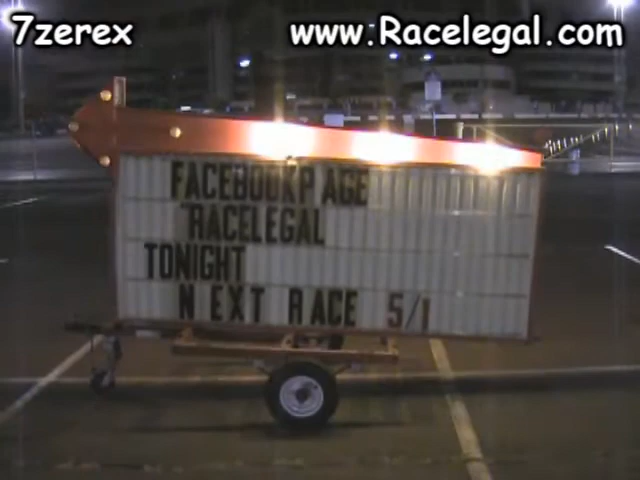 7zerex
www.Racelegal.com
FACEBOOKP AGE
RACELEGAL
TONIGHT
N EXT RACE 5/1